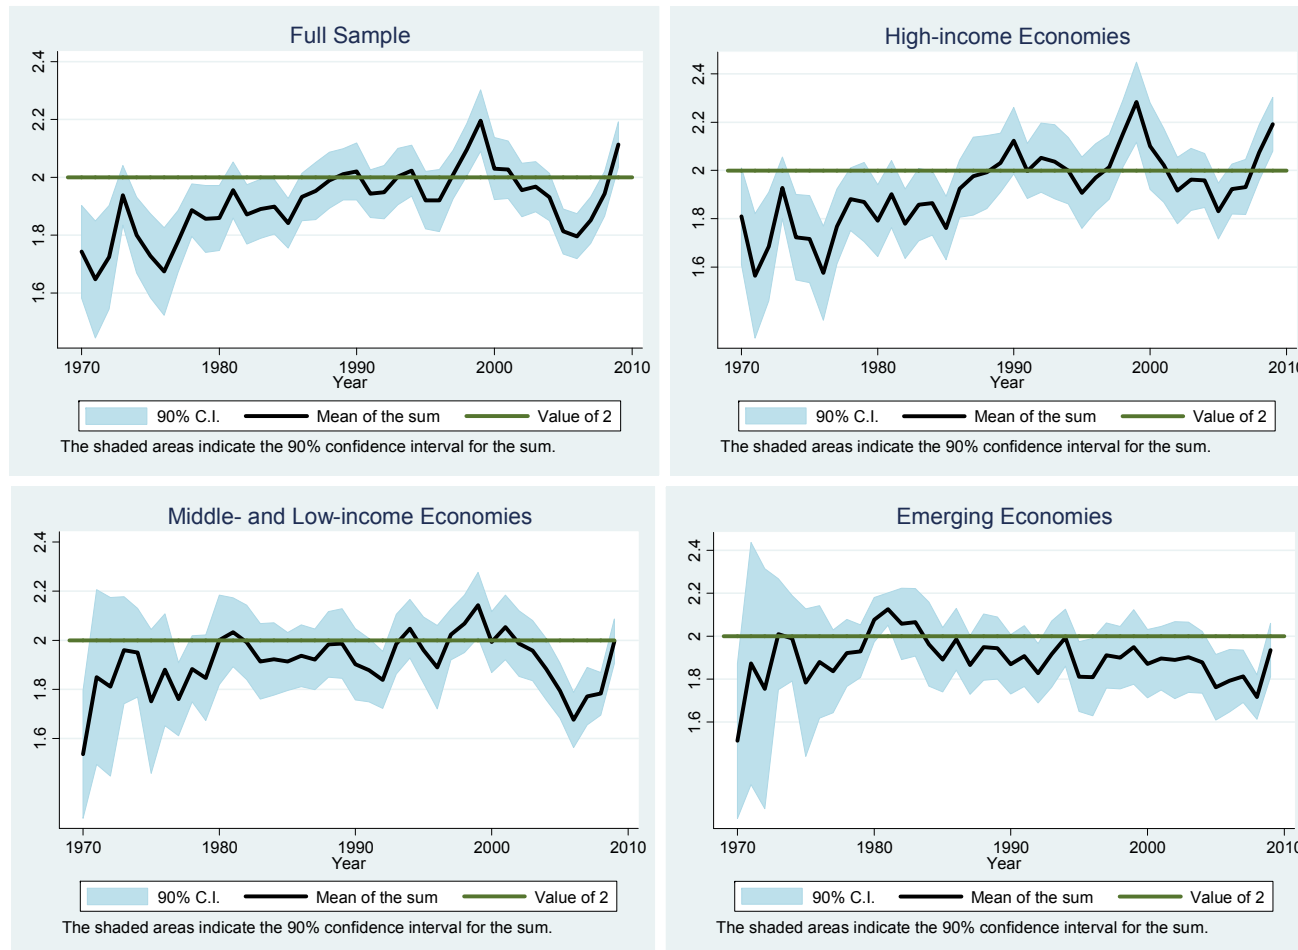 Full Sample
2.4
2.2
2
1.8
1.6
1970 1980 1990 2000 2010
Year
90% C.I. Mean of the sum Value of 2
The shaded areas indicate the 90% confidence interval for the sum.
High-income Economies
2.4
2.2
2
1.8
1.6
1970 1980 1990 2000 2010
Year
90% C.I. Mean of the sum Value of 2
The shaded areas indicate the 90% confidence interval for the sum.
Middle- and Low-income Economies
2.4
2.2
2
1.8
1.6
1970 1980 1990 2000 2010
Year
90% C.I. Mean of the sum Value of 2
The shaded areas indicate the 90% confidence interval for the sum.
Emerging Economies
2.4
2.2
2
1.8
1.6
1970 1980 1990 2000 2010
Year
90% C.I. Mean of the sum Value of 2
The shaded areas indicate the 90% confidence interval for the sum.